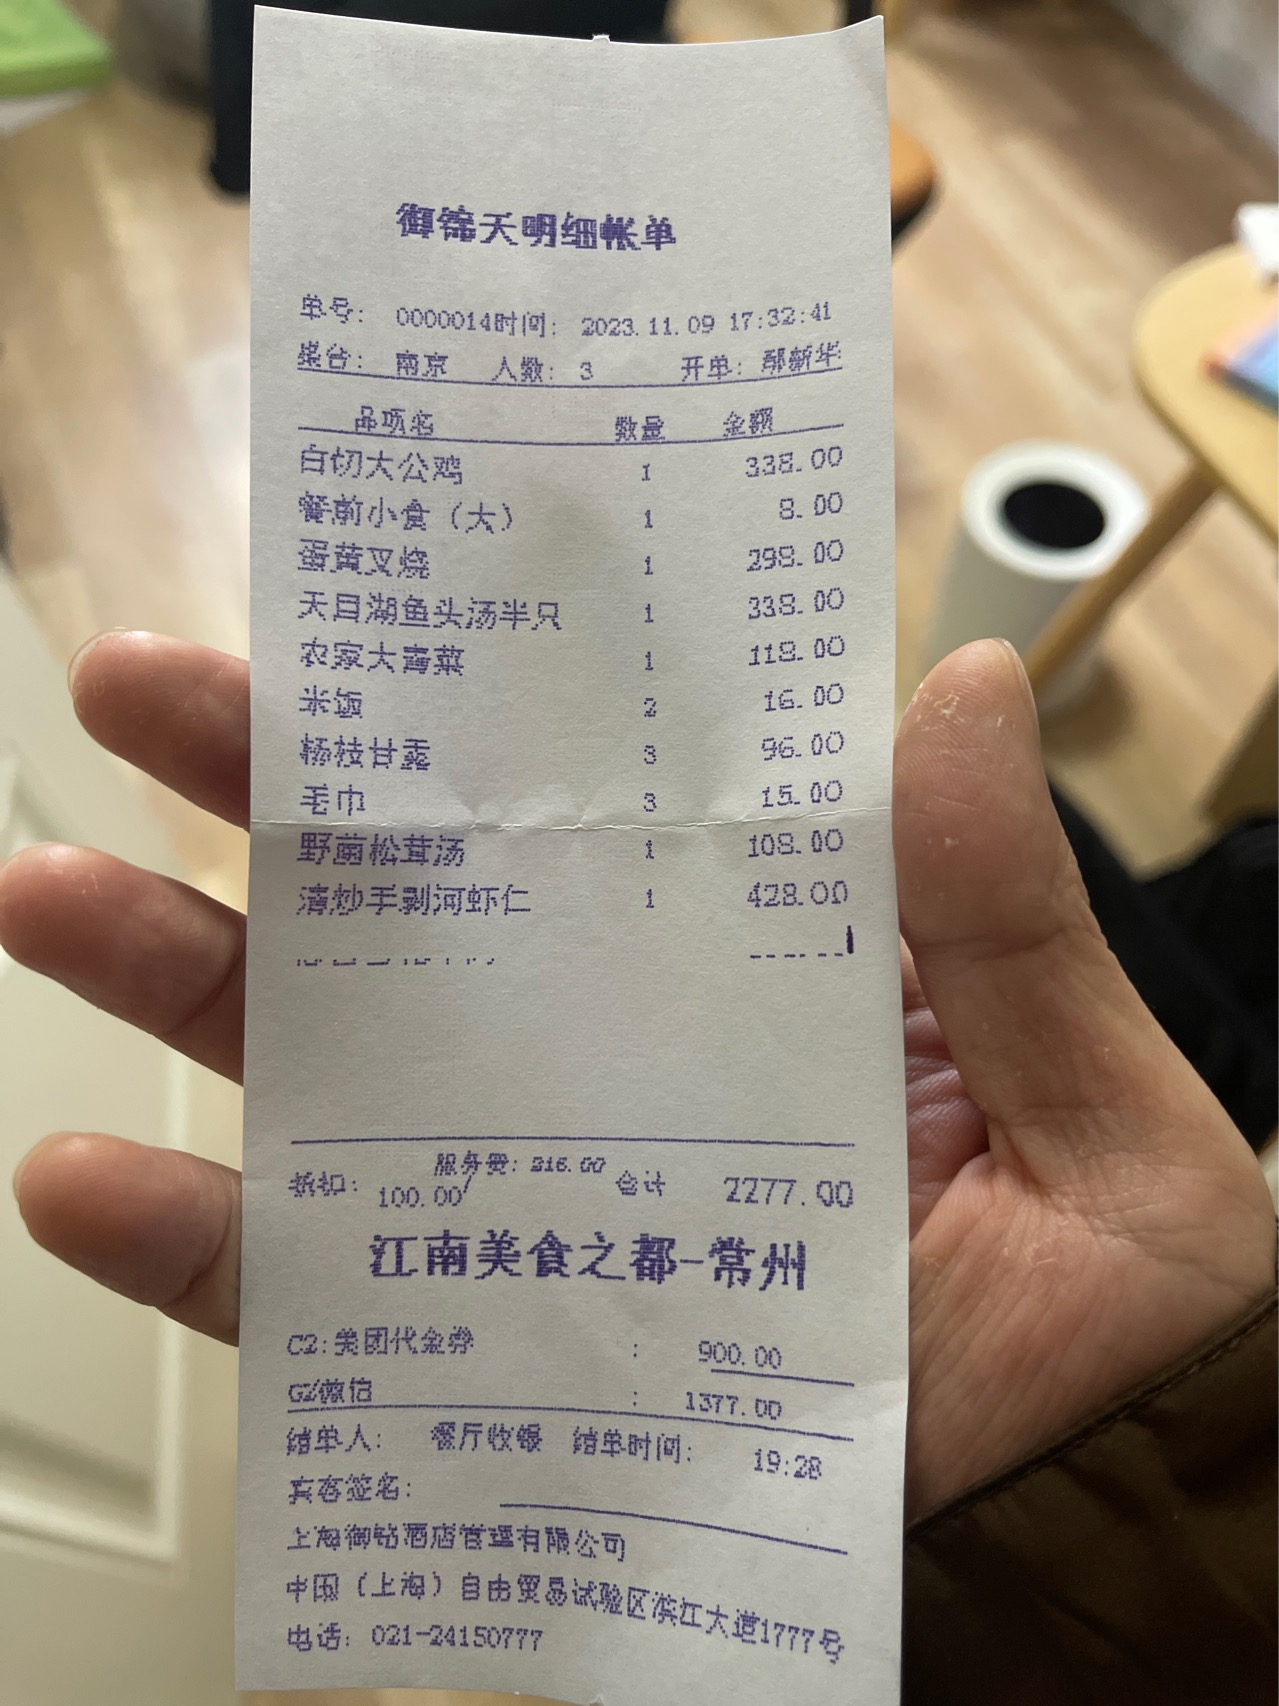 御锦天明细帐单
单号: 0000014时间: 2023.11.09 17:32:41
桌台: 南京 人数: 3 开单: 邵新华
品项名 数量 金额
白切大公鸡 1 338.00
餐前小食（大） 1 8.00
蛋黄叉烧 1 298.00
天目湖鱼头汤半只 1 338.00
农家大青菜 1 118.00
米饭 2 16.00
杨枝甘露 3 96.00
毛巾 3 15.00
野菌松茸汤 1 108.00
清炒手剥河虾仁 1 428.00
服务费: 216.00
折扣: 100.00 合计 2277.00
江南美食之都-常州
C2:美团代金券 : 900.00
GZ微信 : 1377.00
结单人: 餐厅收银 结单时间: 19:28
宾客签名:
上海御钻酒店管理有限公司
中国（上海）自由贸易试验区滨江大道1777号
电话: 021-24150777